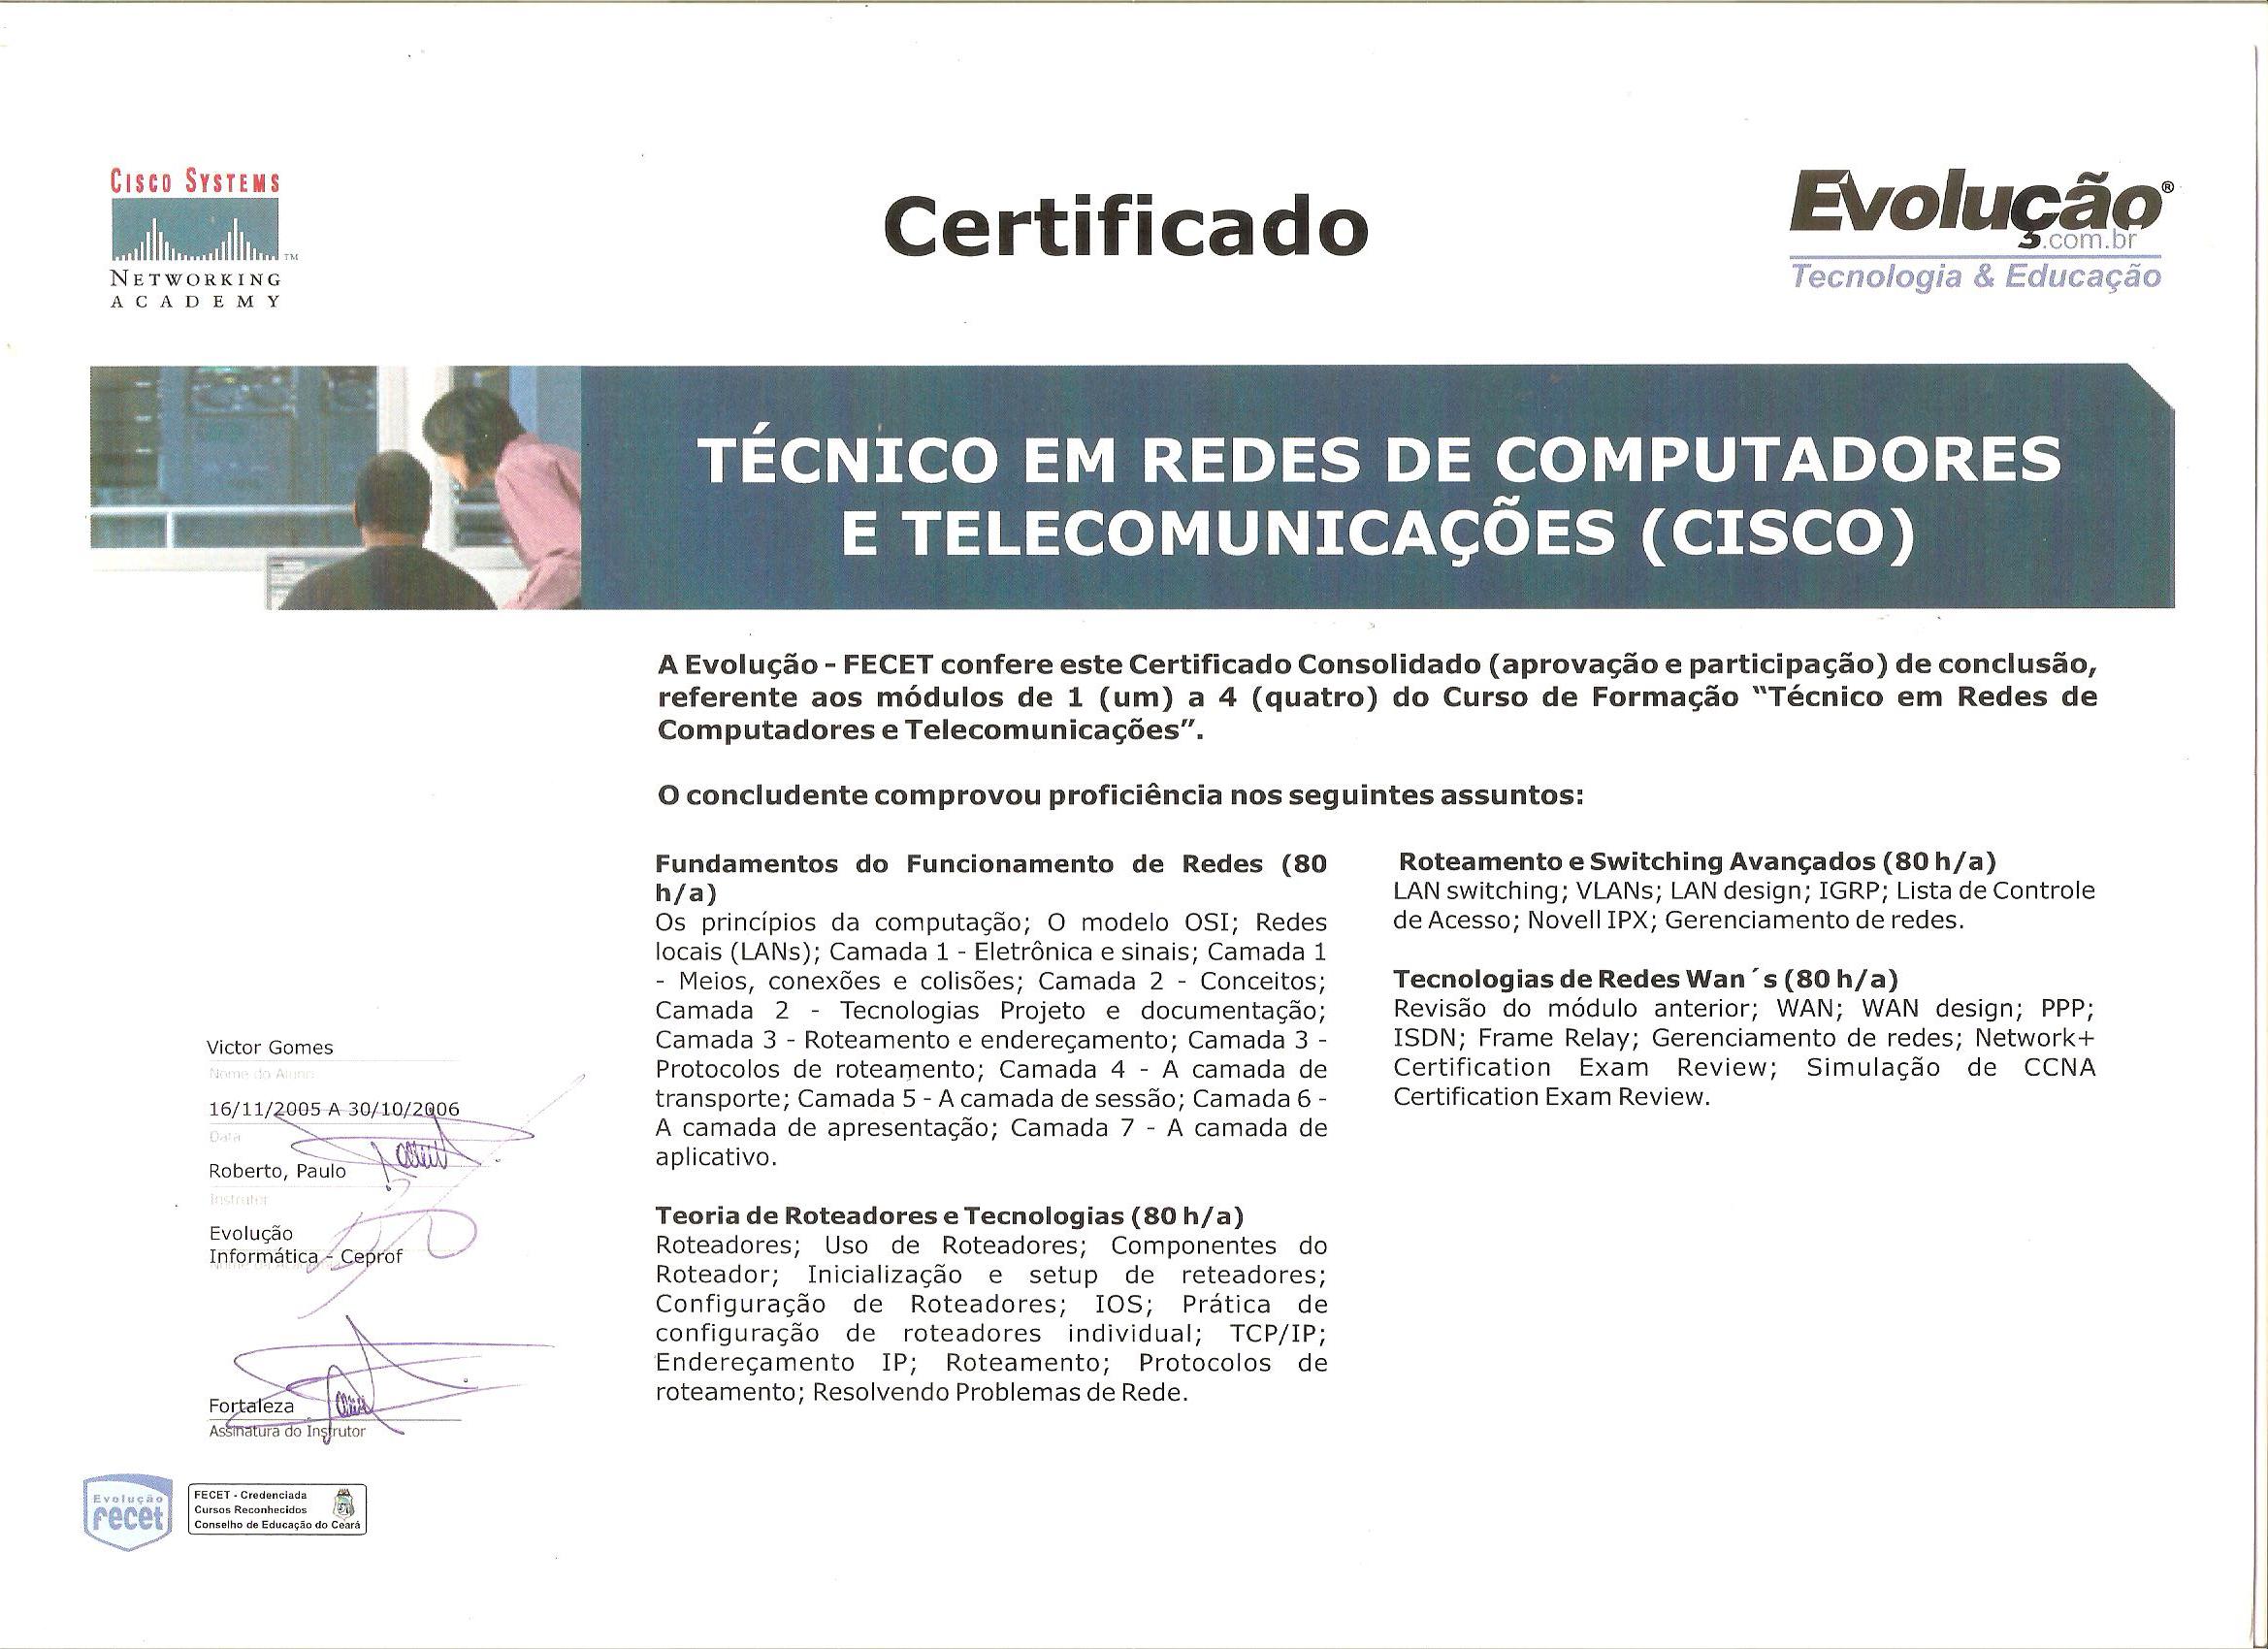 CISCO SYSTEMS
TM
NETWORKING
ACADEMY
Certificado
Evolução®
.com.br
Tecnologia & Educação
TÉCNICO EM REDES DE COMPUTADORES
E TELECOMUNICAÇÕES (CISCO)
A Evolução - FECET confere este Certificado Consolidado (aprovação e participação) de conclusão,
referente aos módulos de 1 (um) a 4 (quatro) do Curso de Formação “Técnico em Redes de
Computadores e Telecomunicações”.
O concludente comprovou proficiência nos seguintes assuntos:
Fundamentos do Funcionamento de Redes (80
h/a)
Os princípios da computação; O modelo OSI; Redes
locais (LANs); Camada 1 - Eletrônica e sinais; Camada 1
- Meios, conexões e colisões; Camada 2 - Conceitos;
Camada 2 - Tecnologias Projeto e documentação;
Camada 3 - Roteamento e endereçamento; Camada 3 -
Protocolos de roteamento; Camada 4 - A camada de
transporte; Camada 5 - A camada de sessão; Camada 6 -
A camada de apresentação; Camada 7 - A camada de
aplicativo.
Teoria de Roteadores e Tecnologias (80 h/a)
Roteadores; Uso de Roteadores; Componentes do
Roteador; Inicialização e setup de reteadores;
Configuração de Roteadores; IOS; Prática de
configuração de roteadores individual; TCP/IP;
Endereçamento IP; Roteamento; Protocolos de
roteamento; Resolvendo Problemas de Rede.
Roteamento e Switching Avançados (80 h/a)
LAN switching; VLANs; LAN design; IGRP; Lista de Controle
de Acesso; Novell IPX; Gerenciamento de redes.
Tecnologias de Redes Wan´s (80 h/a)
Revisão do módulo anterior; WAN; WAN design; PPP;
ISDN; Frame Relay; Gerenciamento de redes; Network+
Certification Exam Review; Simulação de CCNA
Certification Exam Review.
Victor Gomes
Nome do Aluno
16/11/2005 A 30/10/2006
Data
Roberto, Paulo
Instrutor
Evolução
Informática - Ceprof
Fortaleza
Assinatura do Instrutor
Evolução
fecet
FECET - Credenciada
Cursos Reconhecidos
Conselho de Educação do Ceará